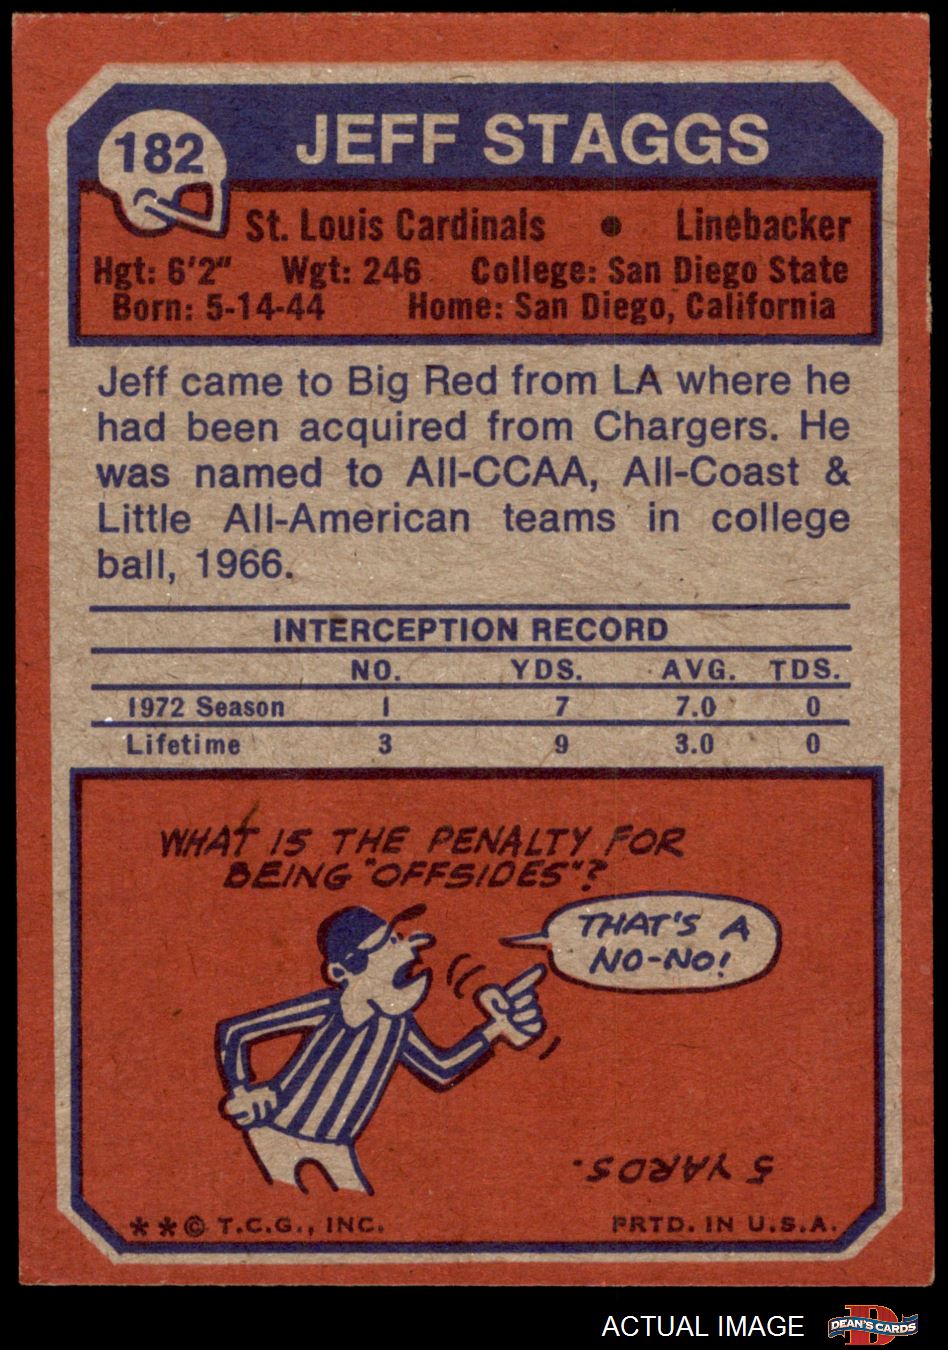 182
JEFF STAGGS
St. Louis Cardinals • Linebacker
Hgt: 6'2" Wgt: 246 College: San Diego State
Born: 5-14-44 Home: San Diego, California
Jeff came to Big Red from LA where he
had been acquired from Chargers. He
was named to All-CCAA, All-Coast &
Little All-American teams in college
ball, 1966.
INTERCEPTION RECORD
NO. YDS. AVG. TDS.
1972 Season 1 7 7.0 0
Lifetime 3 9 3.0 0
WHAT IS THE PENALTY FOR
BEING "OFFSIDES"?
THAT'S A
NO-NO!
5 YARDS.
**© T.C.G., INC. PRTD. IN U.S.A.
ACTUAL IMAGE
DEAN'S CARDS